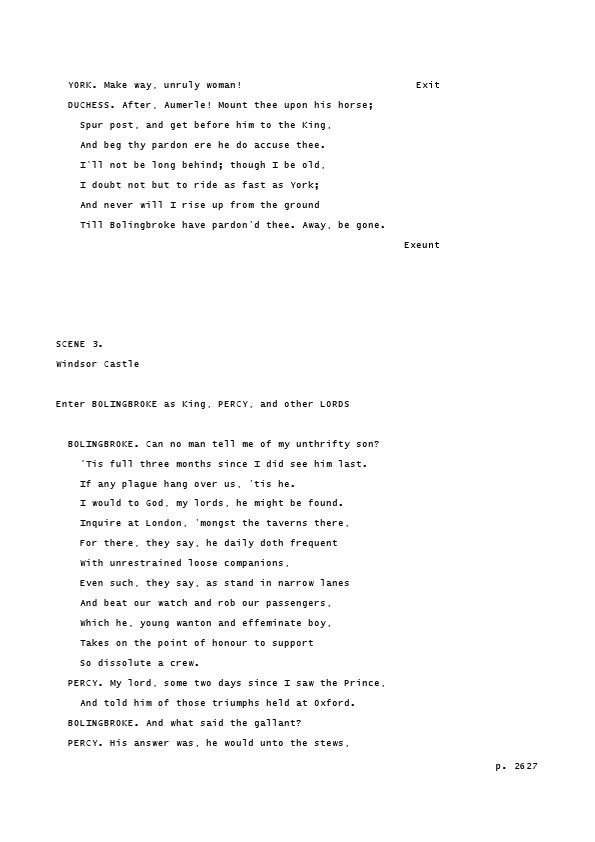 YORK. Make way, unruly woman! Exit
DUCHESS. After, Aumerle! Mount thee upon his horse;
Spur post, and get before him to the King,
And beg thy pardon ere he do accuse thee.
I'll not be long behind; though I be old,
I doubt not but to ride as fast as York;
And never will I rise up from the ground
Till Bolingbroke have pardon'd thee. Away, be gone.
Exeunt
SCENE 3.
Windsor Castle
Enter BOLINGBROKE as King, PERCY, and other LORDS
BOLINGBROKE. Can no man tell me of my unthrifty son?
'Tis full three months since I did see him last.
If any plague hang over us, 'tis he.
I would to God, my lords, he might be found.
Inquire at London, 'mongst the taverns there,
For there, they say, he daily doth frequent
With unrestrained loose companions,
Even such, they say, as stand in narrow lanes
And beat our watch and rob our passengers,
Which he, young wanton and effeminate boy,
Takes on the point of honour to support
So dissolute a crew.
PERCY. My lord, some two days since I saw the Prince,
And told him of those triumphs held at Oxford.
BOLINGBROKE. And what said the gallant?
PERCY. His answer was, he would unto the stews,
p. 2627